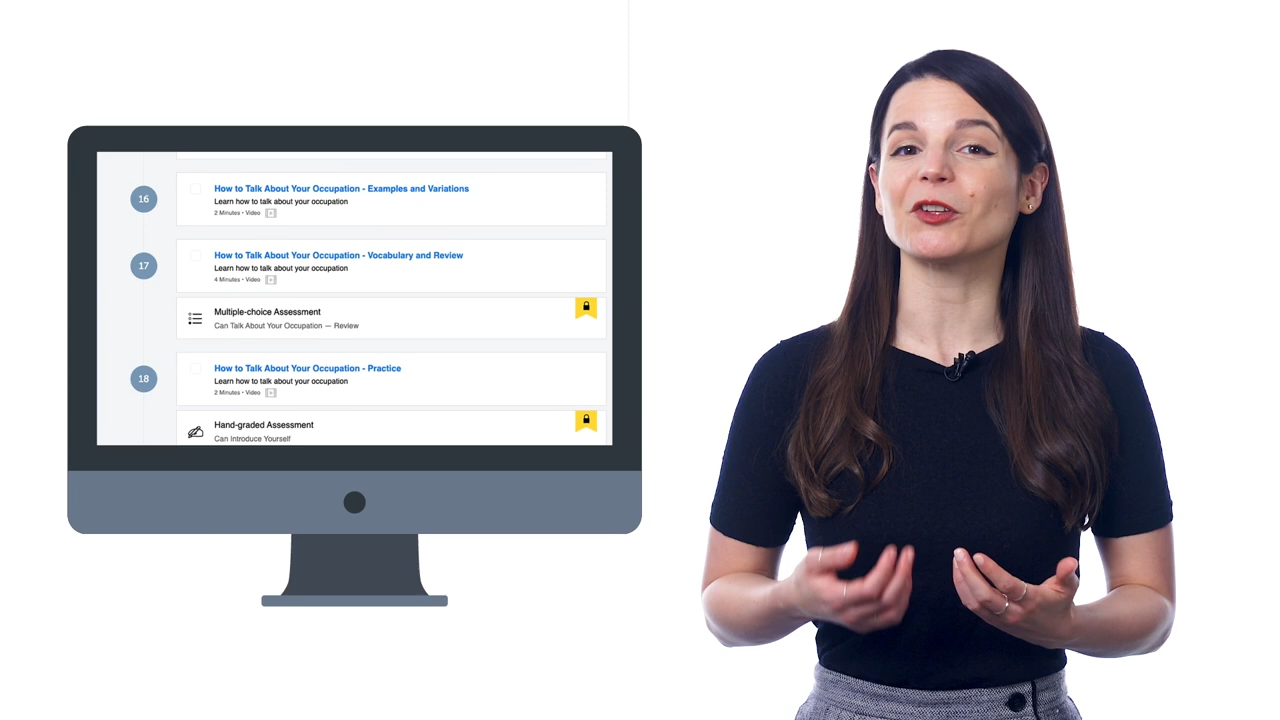 16
How to Talk About Your Occupation - Examples and Variations
Learn how to talk about your occupation
2 Minutes • Video
17
How to Talk About Your Occupation - Vocabulary and Review
Learn how to talk about your occupation
4 Minutes • Video
Multiple-choice Assessment
Can Talk About Your Occupation — Review
18
How to Talk About Your Occupation - Practice
Learn how to talk about your occupation
2 Minutes • Video
Hand-graded Assessment
Can Introduce Yourself